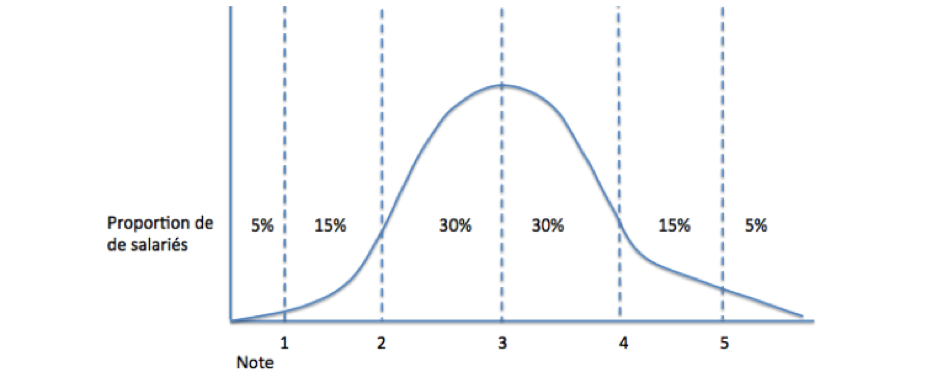 Proportion de
de salariés
5% 15% 30% 30% 15% 5%
1 2 3 4 5
Note